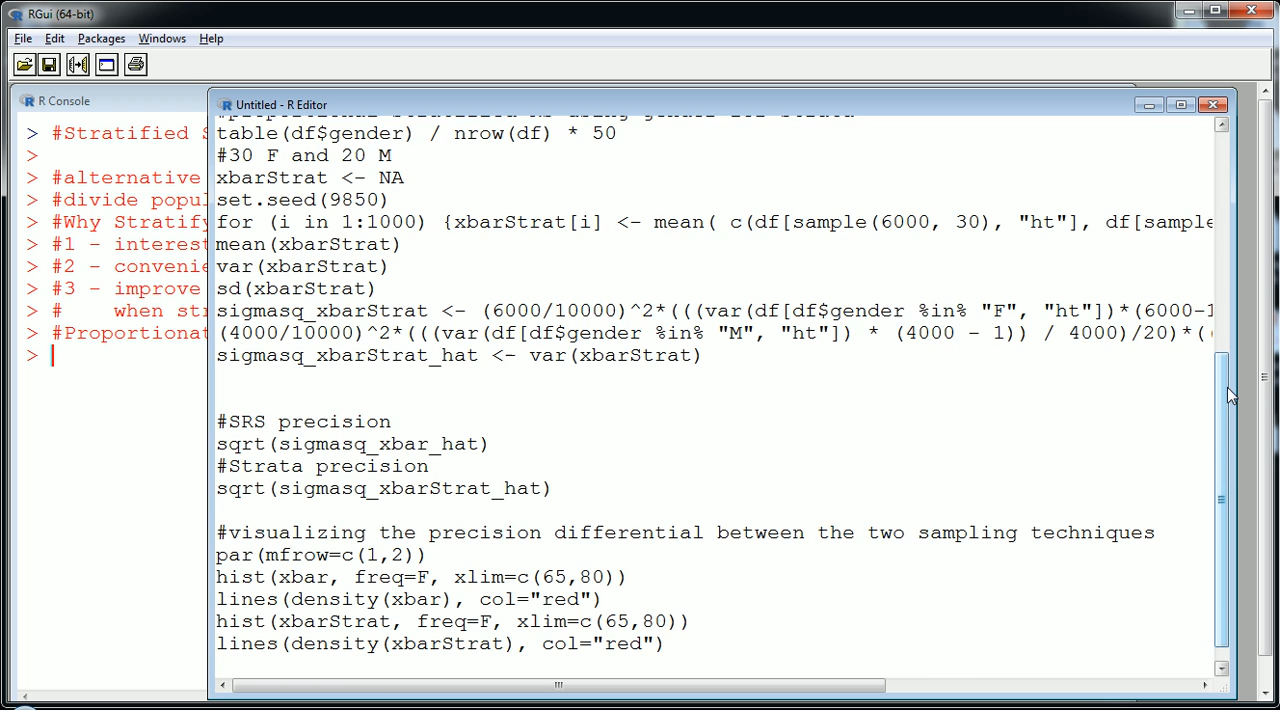 RGui (64-bit)
File Edit Packages Windows Help
R Console
> #Stratified S
>
> #alternative
> #divide popul
> #Why Stratify
> #1 - interest
> #2 - convenie
> #3 - improve
> #    when str
> #Proportionat
>
Untitled - R Editor
table(df$gender) / nrow(df) * 50
#30 F and 20 M
xbarStrat <- NA
set.seed(9850)
for (i in 1:1000) {xbarStrat[i] <- mean( c(df[sample(6000, 30), "ht"], df[sample
mean(xbarStrat)
var(xbarStrat)
sd(xbarStrat)
sigmasq_xbarStrat <- (6000/10000)^2*(((var(df[df$gender %in% "F", "ht"])*(6000-1
(4000/10000)^2*(((var(df[df$gender %in% "M", "ht"]) * (4000 - 1)) / 4000)/20)*(
sigmasq_xbarStrat_hat <- var(xbarStrat)
#SRS precision
sqrt(sigmasq_xbar_hat)
#Strata precision
sqrt(sigmasq_xbarStrat_hat)
#visualizing the precision differential between the two sampling techniques
par(mfrow=c(1,2))
hist(xbar, freq=F, xlim=c(65,80))
lines(density(xbar), col="red")
hist(xbarStrat, freq=F, xlim=c(65,80))
lines(density(xbarStrat), col="red")